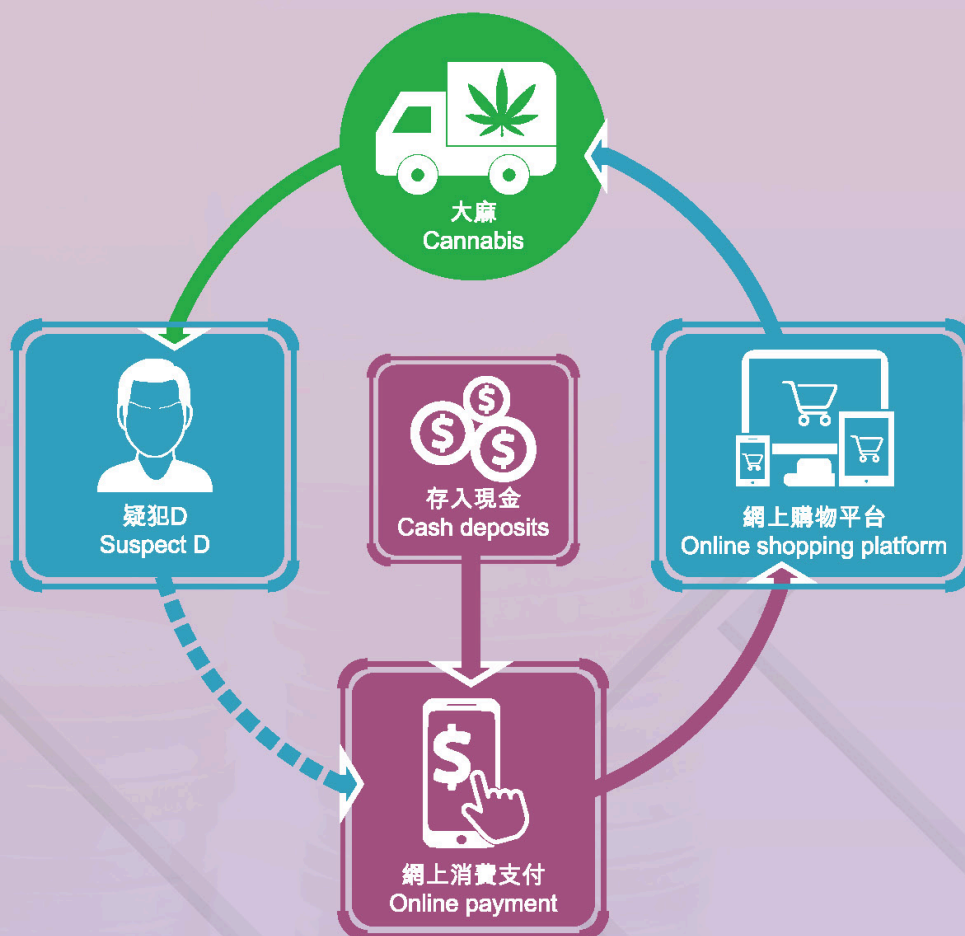 大麻
Cannabis
疑犯D
Suspect D
存入現金
Cash deposits
網上購物平台
Online shopping platform
網上消費支付
Online payment